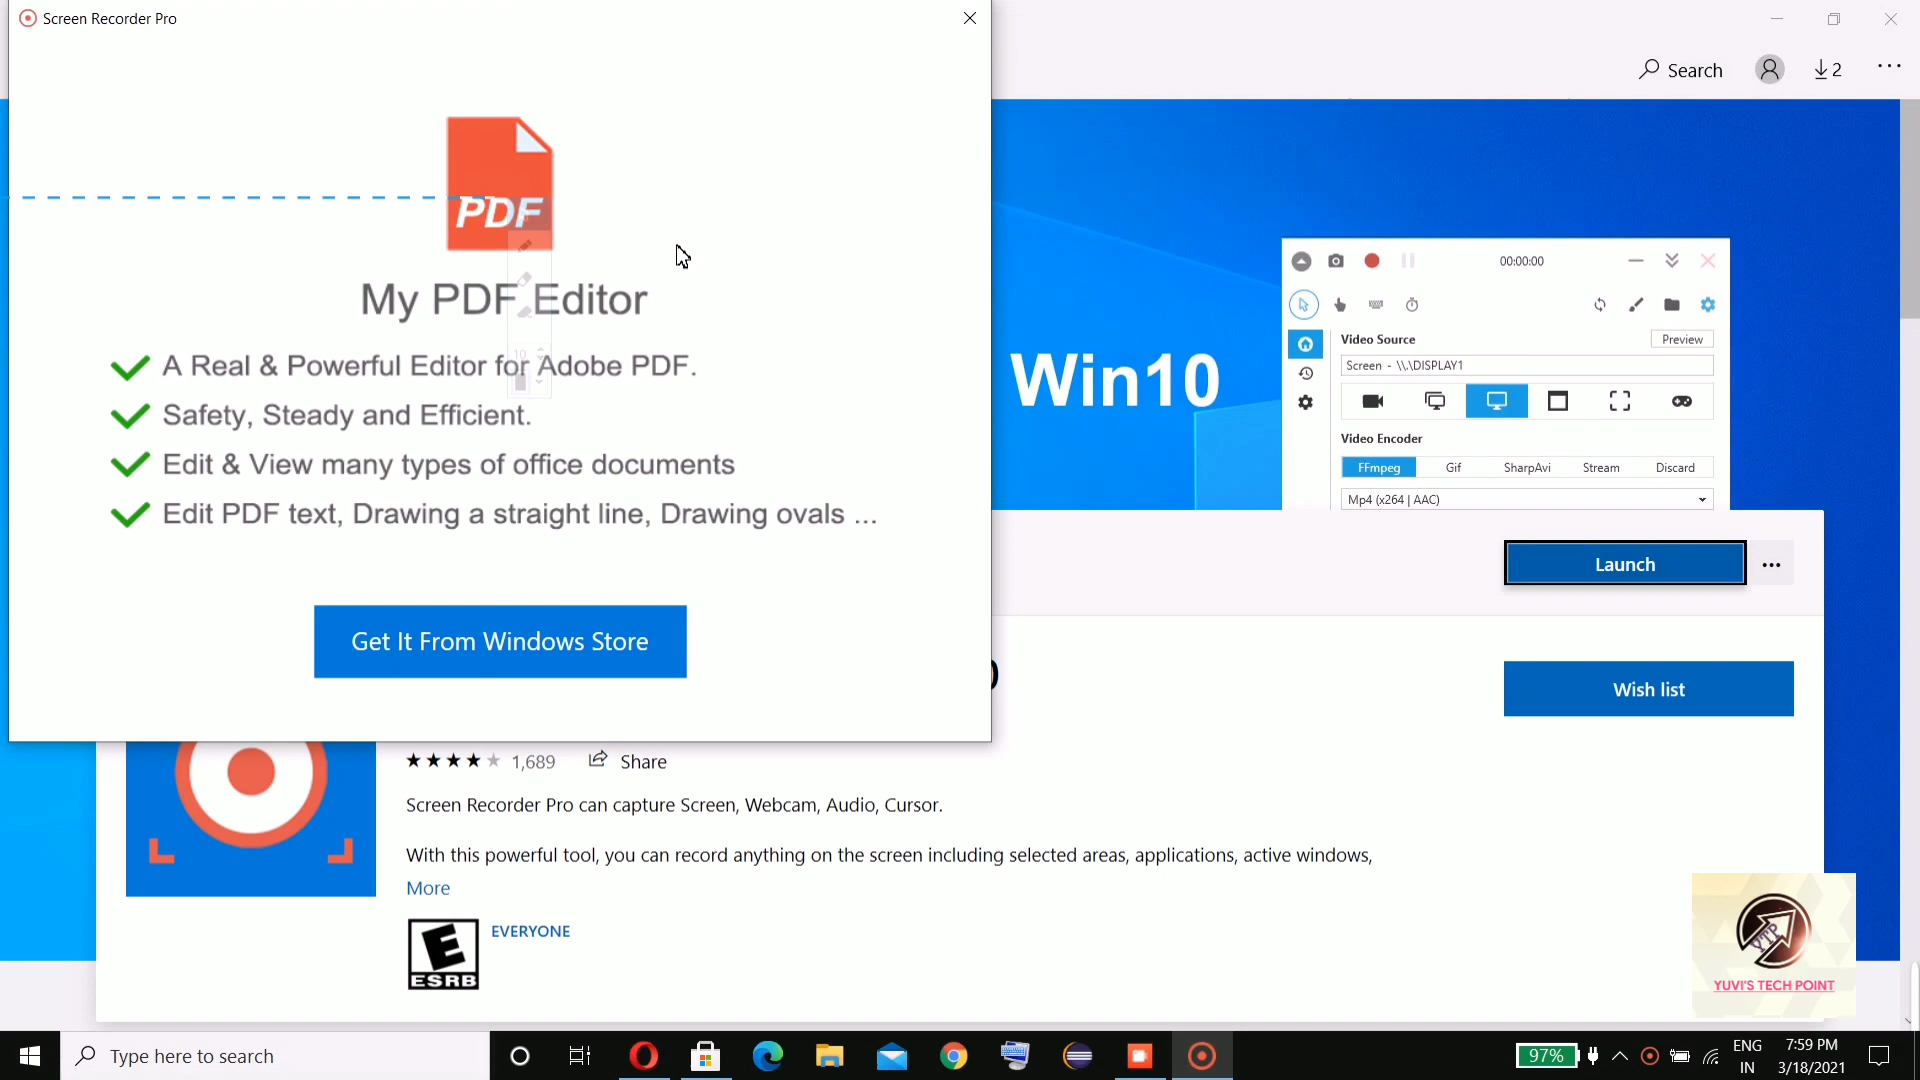 Screen Recorder Pro
Search
2
PDF
My PDF Editor
A Real & Powerful Editor for Adobe PDF.
Safety, Steady and Efficient.
Edit & View many types of office documents
Edit PDF text, Drawing a straight line, Drawing ovals ...
10
Get It From Windows Store
Win10
00:00:00
Video Source
Preview
Screen - \\.\DISPLAY1
Video Encoder
FFmpeg Gif SharpAvi Stream Discard
Mp4 (x264 | AAC)
Launch
Wish list
1,689 Share
Screen Recorder Pro can capture Screen, Webcam, Audio, Cursor.
With this powerful tool, you can record anything on the screen including selected areas, applications, active windows,
More
E
ESRB
EVERYONE
YTP
YUVI'S TECH POINT
Type here to search
97%
ENG
IN
7:59 PM
3/18/2021